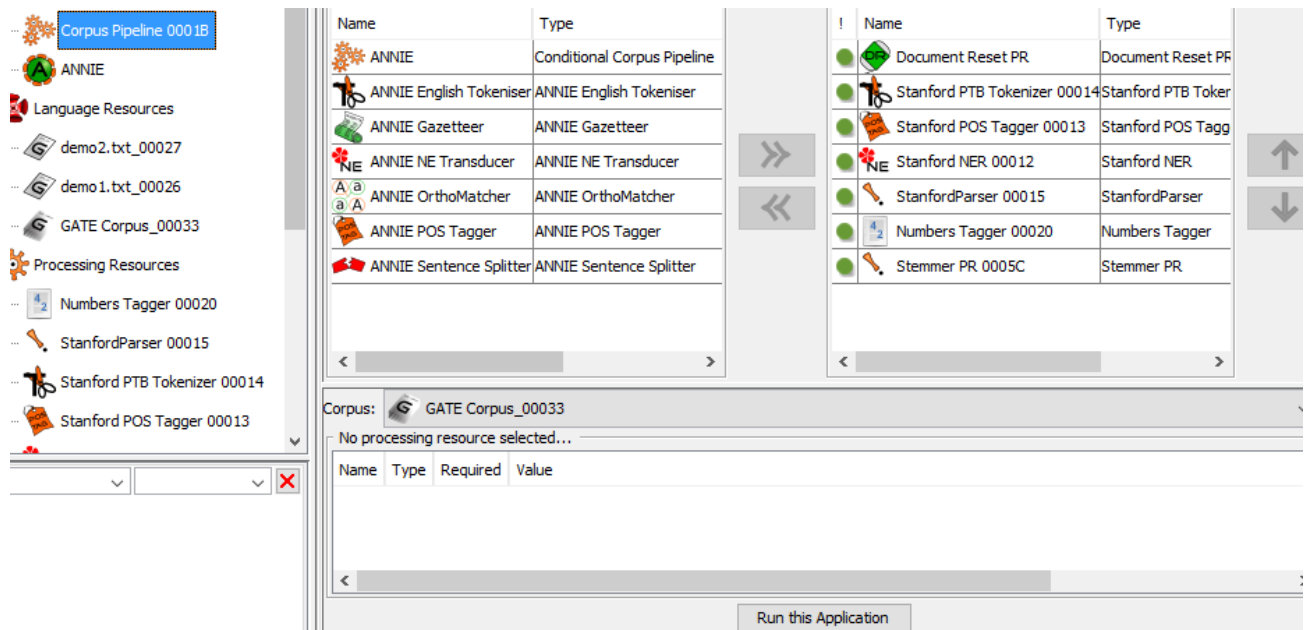 Corpus Pipeline 0001B
ANNIE
Language Resources
demo2.txt_00027
demo1.txt_00026
GATE Corpus_00033
Processing Resources
Numbers Tagger 00020
StanfordParser 00015
Stanford PTB Tokenizer 00014
Stanford POS Tagger 00013
Name Type
ANNIE Conditional Corpus Pipeline
ANNIE English Tokeniser ANNIE English Tokeniser
ANNIE Gazetteer ANNIE Gazetteer
ANNIE NE Transducer ANNIE NE Transducer
ANNIE OrthoMatcher ANNIE OrthoMatcher
ANNIE POS Tagger ANNIE POS Tagger
ANNIE Sentence Splitter ANNIE Sentence Splitter
! Name Type
Document Reset PR Document Reset PR
Stanford PTB Tokenizer 00014 Stanford PTB Toker
Stanford POS Tagger 00013 Stanford POS Tagg
Stanford NER 00012 Stanford NER
StanfordParser 00015 StanfordParser
Numbers Tagger 00020 Numbers Tagger
Stemmer PR 0005C Stemmer PR
Corpus: GATE Corpus_00033
No processing resource selected...
Name Type Required Value
Run this Application